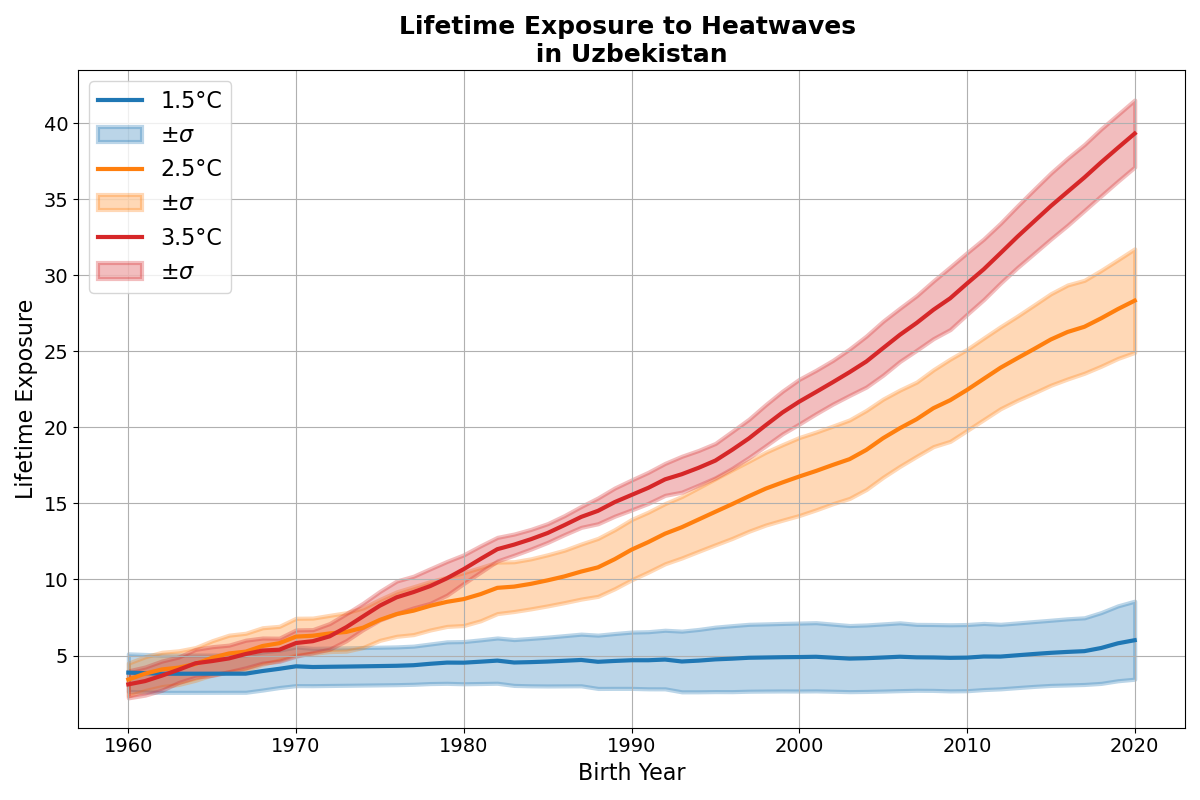 Lifetime Exposure to Heatwaves
in Uzbekistan
1.5°C
±σ
2.5°C
±σ
3.5°C
±σ
Lifetime Exposure
40
35
30
25
20
15
10
5
1960 1970 1980 1990 2000 2010 2020
Birth Year